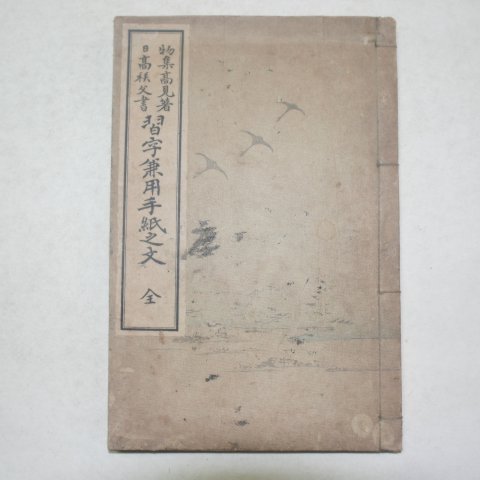 物集高見著
日高秩父書
習字兼用手紙之文 全